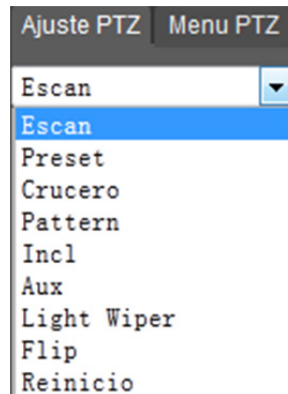 Ajuste PTZ Menu PTZ
Escan
Escan
Preset
Crucero
Pattern
Incl
Aux
Light Wiper
Flip
Reinicio